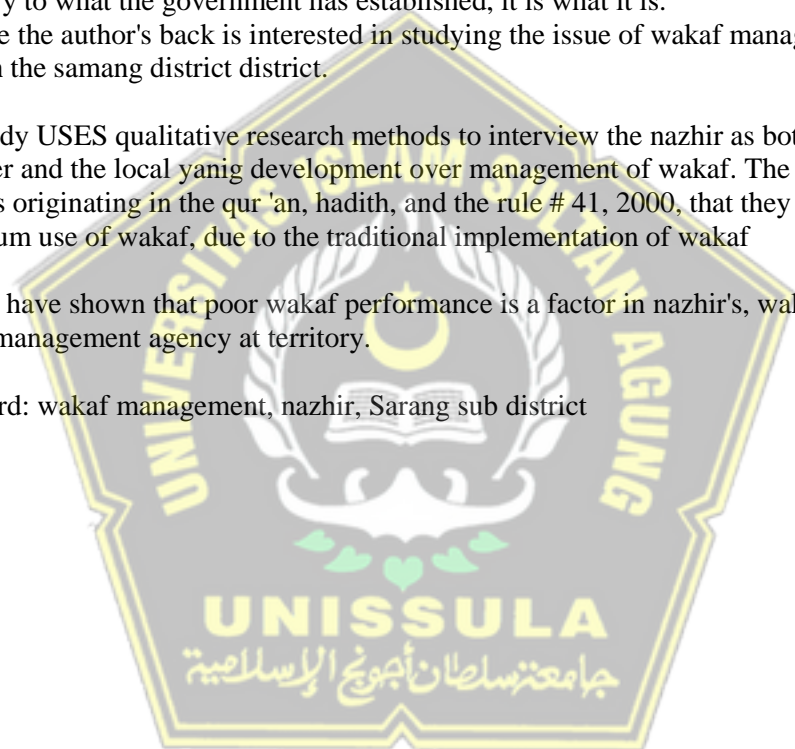 y to what the government has established, it is what it is.
e the author's back is interested in studying the issue of wakaf manag
n the samang district district.
dy USES qualitative research methods to interview the nazhir as bot
er and the local yanig development over management of wakaf. The
s originating in the qur 'an, hadith, and the rule # 41, 2000, that they
um use of wakaf, due to the traditional implementation of wakaf
have shown that poor wakaf performance is a factor in nazhir's, wal
management agency at territory.
rd: wakaf management, nazhir, Sarang sub district
UNIVERSITAS ISLAM SULTAN AGUNG
UNISSULA
جامعة سلطان أجونج الإسلامية